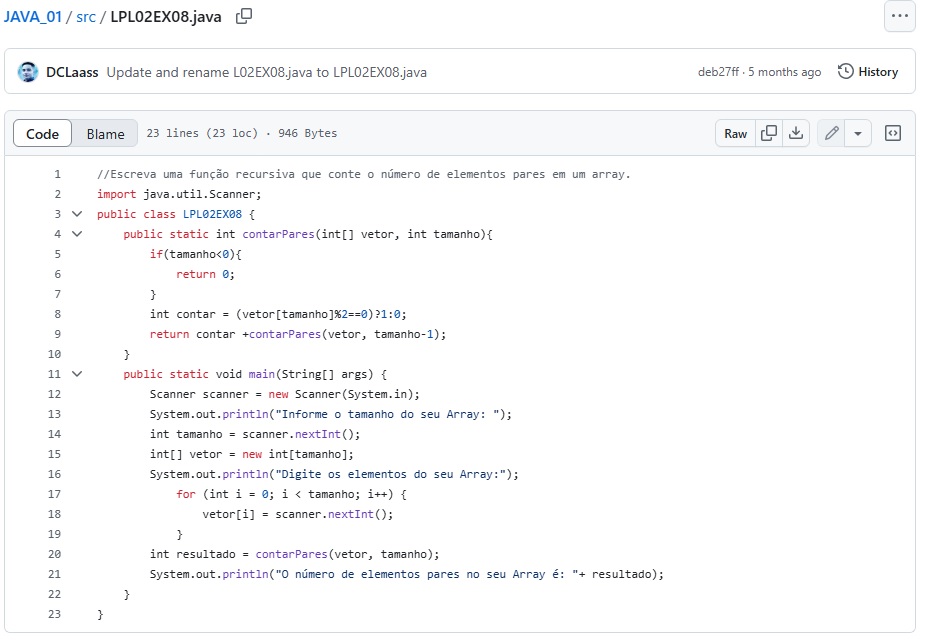 JAVA_01 / src / LPL02EX08.java
DCLaass Update and rename L02EX08.java to LPL02EX08.java deb27ff · 5 months ago History
Code Blame 23 lines (23 loc) · 946 Bytes Raw
1 //Escreva uma função recursiva que conte o número de elementos pares em um array.
2 import java.util.Scanner;
3 public class LPL02EX08 {
4 public static int contarPares(int[] vetor, int tamanho){
5 if(tamanho<0){
6 return 0;
7 }
8 int contar = (vetor[tamanho]%2==0)?1:0;
9 return contar +contarPares(vetor, tamanho-1);
10 }
11 public static void main(String[] args) {
12 Scanner scanner = new Scanner(System.in);
13 System.out.println("Informe o tamanho do seu Array: ");
14 int tamanho = scanner.nextInt();
15 int[] vetor = new int[tamanho];
16 System.out.println("Digite os elementos do seu Array:");
17 for (int i = 0; i < tamanho; i++) {
18 vetor[i] = scanner.nextInt();
19 }
20 int resultado = contarPares(vetor, tamanho);
21 System.out.println("O número de elementos pares no seu Array é: "+ resultado);
22 }
23 }